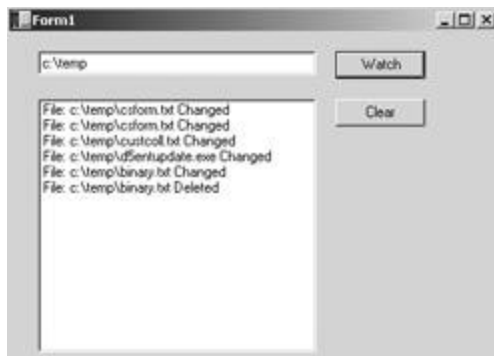 Form1
c:\temp
Watch
File: c:\temp\csform.txt Changed
File: c:\temp\csform.txt Changed
File: c:\temp\custcoll.txt Changed
File: c:\temp\d5entupdate.exe Changed
File: c:\temp\binary.txt Changed
File: c:\temp\binary.txt Deleted
Clear